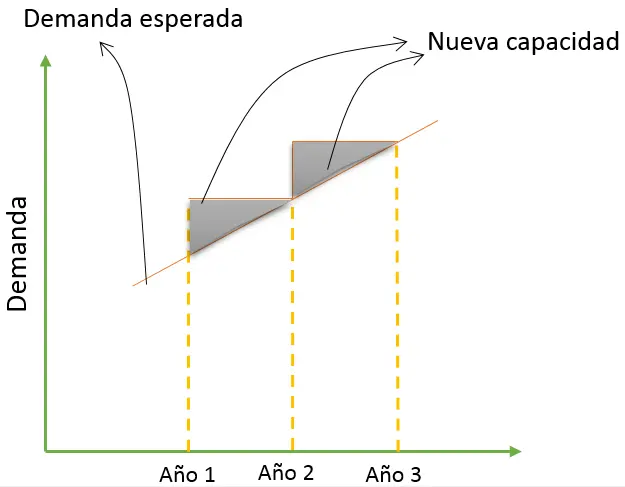 Demanda esperada
Nueva capacidad
Demanda
Año 1
Año 2
Año 3